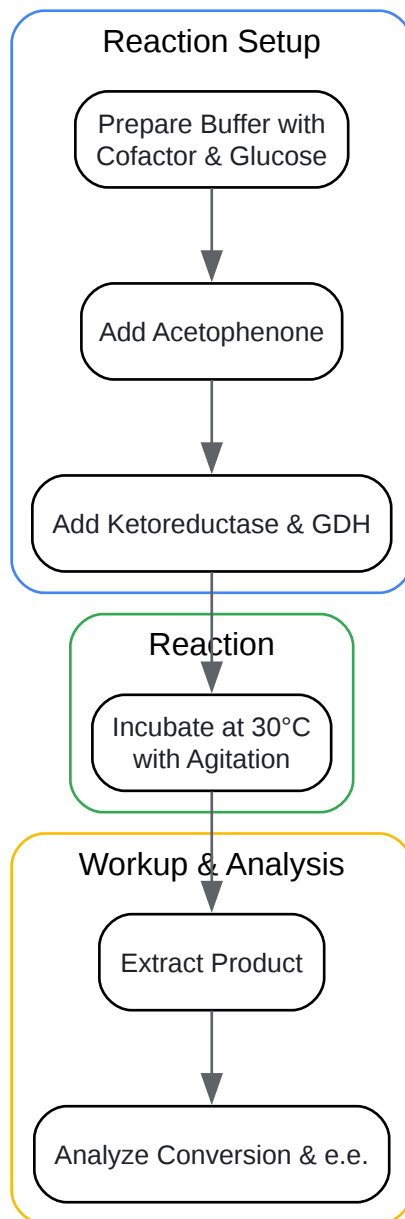 Reaction Setup
Prepare Buffer with
Cofactor & Glucose
Add Acetophenone
Add Ketoreductase & GDH
Reaction
Incubate at 30°C
with Agitation
Workup & Analysis
Extract Product
Analyze Conversion & e.e.